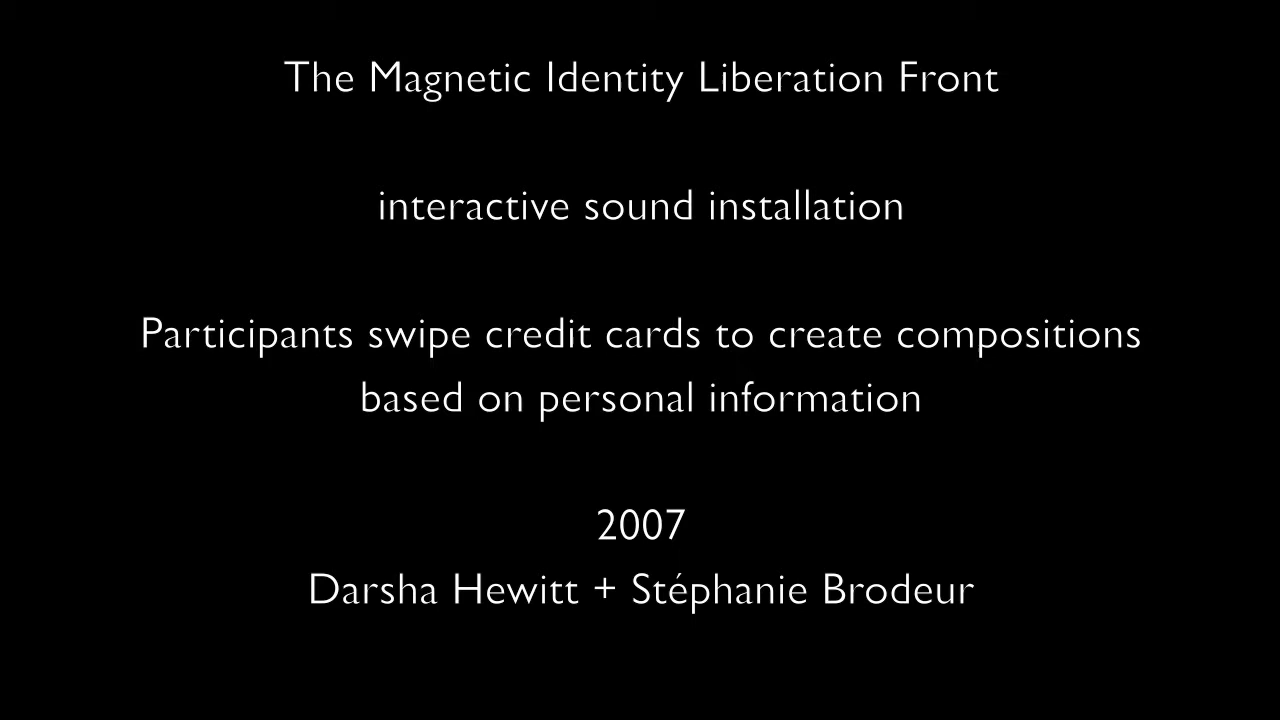 The Magnetic Identity Liberation Front
interactive sound installation
Participants swipe credit cards to create compositions
based on personal information
2007
Darsha Hewitt + Stéphanie Brodeur